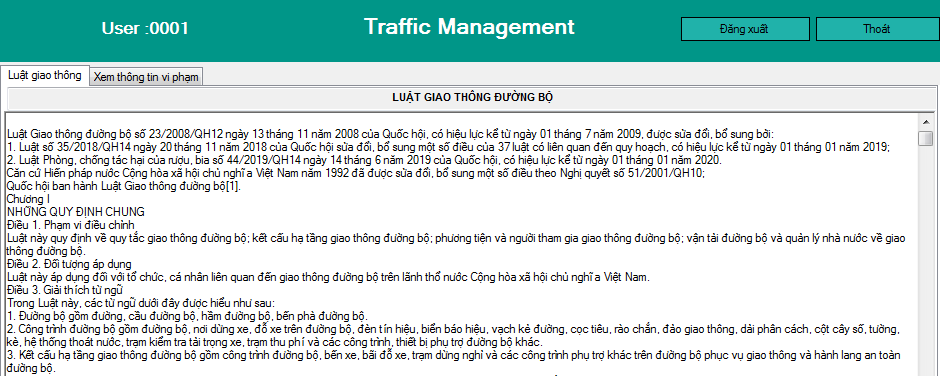 User :0001
Traffic Management
Đăng xuất
Thoát
Luật giao thông
Xem thông tin vi phạm
LUẬT GIAO THÔNG ĐƯỜNG BỘ
Luật Giao thông đường bộ số 23/2008/QH12 ngày 13 tháng 11 năm 2008 của Quốc hội, có hiệu lực kể từ ngày 01 tháng 7 năm 2009, được sửa đổi, bổ sung bởi:
1. Luật số 35/2018/QH14 ngày 20 tháng 11 năm 2018 của Quốc hội sửa đổi, bổ sung một số điều của 37 luật có liên quan đến quy hoạch, có hiệu lực kể từ ngày 01 tháng 01 năm 2019;
2. Luật Phòng, chống tác hại của rượu, bia số 44/2019/QH14 ngày 14 tháng 6 năm 2019 của Quốc hội, có hiệu lực kể từ ngày 01 tháng 01 năm 2020.
Căn cứ Hiến pháp nước Cộng hòa xã hội chủ nghĩa Việt Nam năm 1992 đã được sửa đổi, bổ sung một số điều theo Nghị quyết số 51/2001/QH10;
Quốc hội ban hành Luật Giao thông đường bộ[1].
Chương I
NHỮNG QUY ĐỊNH CHUNG
Điều 1. Phạm vi điều chỉnh
Luật này quy định về quy tắc giao thông đường bộ; kết cấu hạ tầng giao thông đường bộ; phương tiện và người tham gia giao thông đường bộ; vận tải đường bộ và quản lý nhà nước về giao
thông đường bộ.
Điều 2. Đối tượng áp dụng
Luật này áp dụng đối với tổ chức, cá nhân liên quan đến giao thông đường bộ trên lãnh thổ nước Cộng hòa xã hội chủ nghĩa Việt Nam.
Điều 3. Giải thích từ ngữ
Trong Luật này, các từ ngữ dưới đây được hiểu như sau:
1. Đường bộ gồm đường, cầu đường bộ, hầm đường bộ, bến phà đường bộ.
2. Công trình đường bộ gồm đường bộ, nơi dừng xe, đỗ xe trên đường bộ, đèn tín hiệu, biển báo hiệu, vạch kẻ đường, cọc tiêu, rào chắn, đảo giao thông, dải phân cách, cột cây số, tường,
kè, hệ thống thoát nước, trạm kiểm tra tải trọng xe, trạm thu phí và các công trình, thiết bị phụ trợ đường bộ khác.
3. Kết cấu hạ tầng giao thông đường bộ gồm công trình đường bộ, bến xe, bãi đỗ xe, trạm dừng nghỉ và các công trình phụ trợ khác trên đường bộ phục vụ giao thông và hành lang an toàn
đường bộ.